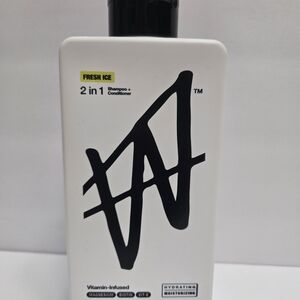 FRESH ICE
2 in 1 Shampoo +
Conditioner
TM
Vitamin-Infused
HYDRATING
MOISTURIZING